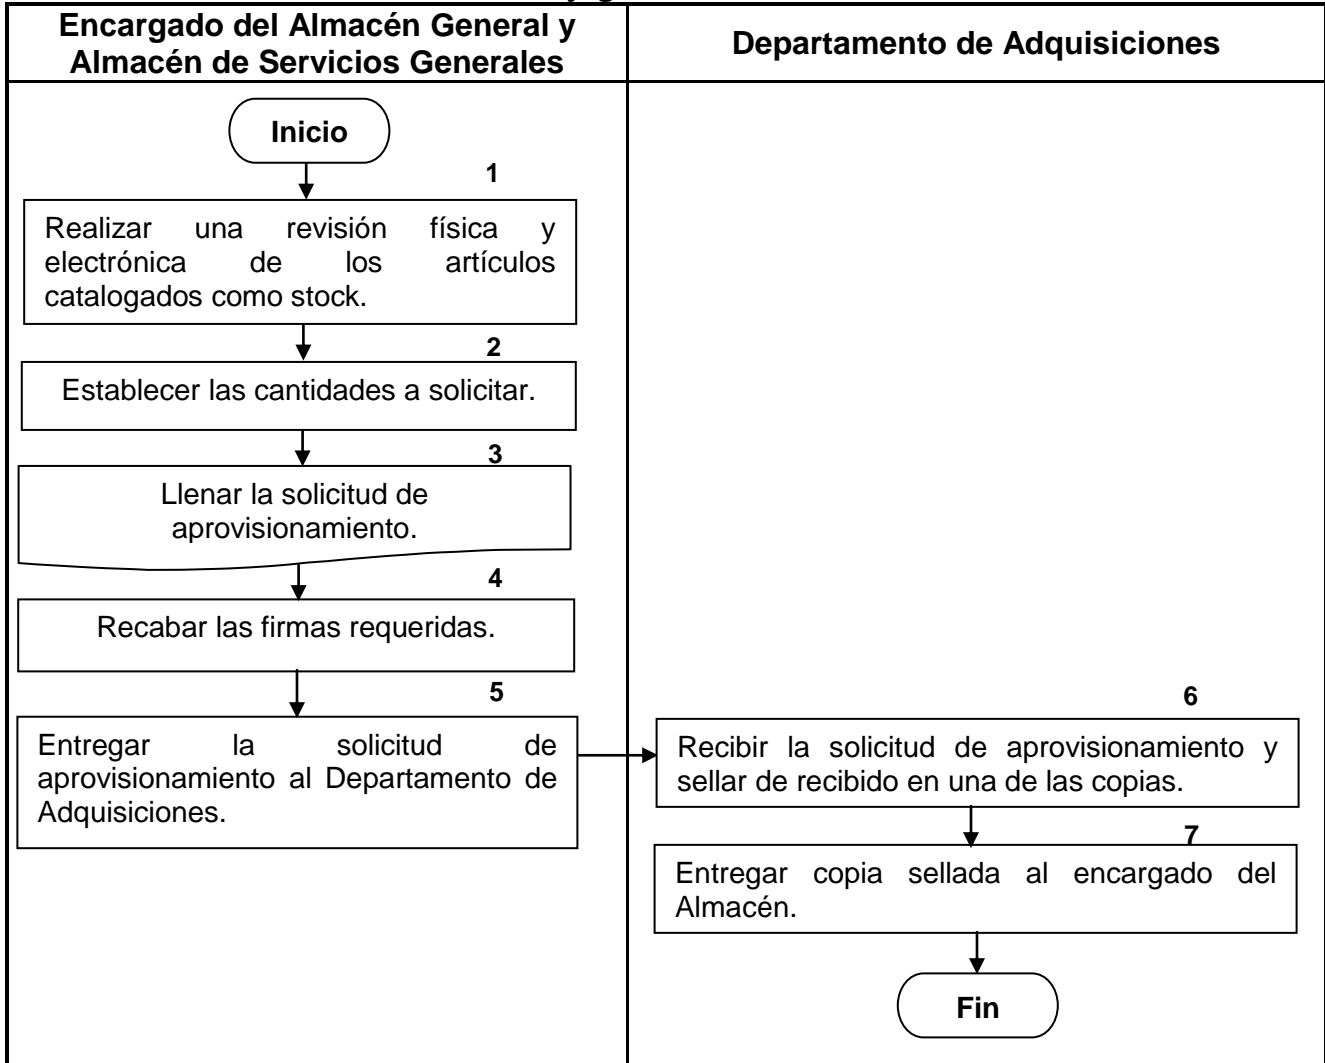 Encargado del Almacén General y
Almacén de Servicios Generales
Departamento de Adquisiciones
Inicio
1
Realizar una revisión física y
electrónica de los artículos
catalogados como stock.
2
Establecer las cantidades a solicitar.
3
Llenar la solicitud de
aprovisionamiento.
4
Recabar las firmas requeridas.
5
Entregar la solicitud de
aprovisionamiento al Departamento de
Adquisiciones.
6
Recibir la solicitud de aprovisionamiento y
sellar de recibido en una de las copias.
7
Entregar copia sellada al encargado del
Almacén.
Fin